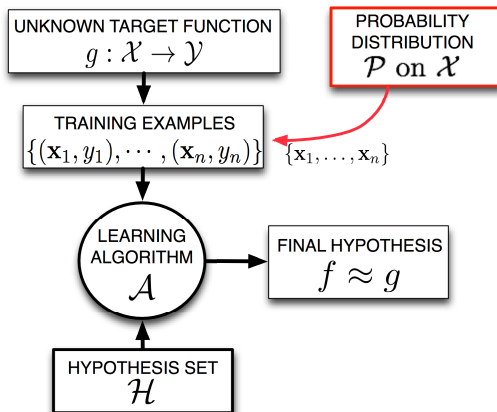 UNKNOWN TARGET FUNCTION
g : 𝒳 → 𝒴
PROBABILITY
DISTRIBUTION
𝒫 on 𝒳
TRAINING EXAMPLES
{(x₁, y₁), ⋯ , (xₙ, yₙ)}
{x₁, . . . , xₙ}
LEARNING
ALGORITHM
𝒜
FINAL HYPOTHESIS
f ≈ g
HYPOTHESIS SET
ℋ